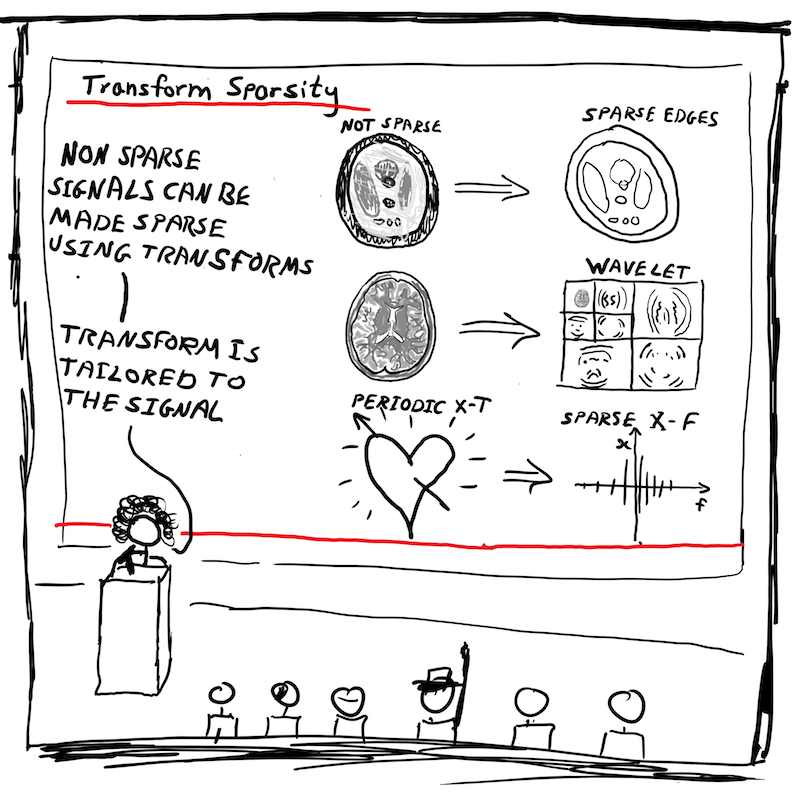 Transform Sparsity
NON SPARSE
SIGNALS CAN BE
MADE SPARSE
USING TRANSFORMS
TRANSFORM IS
TAILORED TO
THE SIGNAL
NOT SPARSE
SPARSE EDGES
WAVELET
PERIODIC X-T
SPARSE X-F
x
f